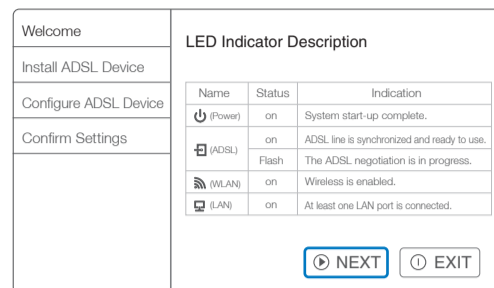 Welcome
Install ADSL Device
Configure ADSL Device
Confirm Settings
LED Indicator Description
Name Status Indication
(Power) on System start-up complete.
(ADSL) on ADSL line is synchronized and ready to use.
Flash The ADSL negotiation is in progress.
(WLAN) on Wireless is enabled.
(LAN) on At least one LAN port is connected.
NEXT EXIT